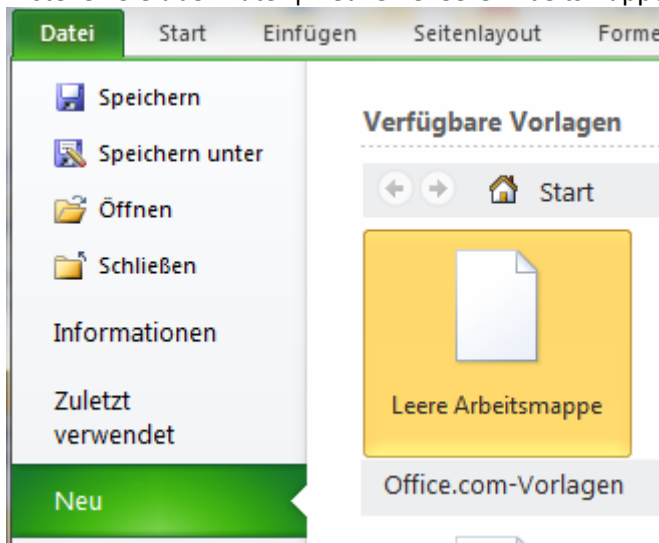 Datei Start Einfügen Seitenlayout Forme
Speichern
Speichern unter
Öffnen
Schließen
Informationen
Zuletzt
verwendet
Neu
Verfügbare Vorlagen
Start
Leere Arbeitsmappe
Office.com-Vorlagen